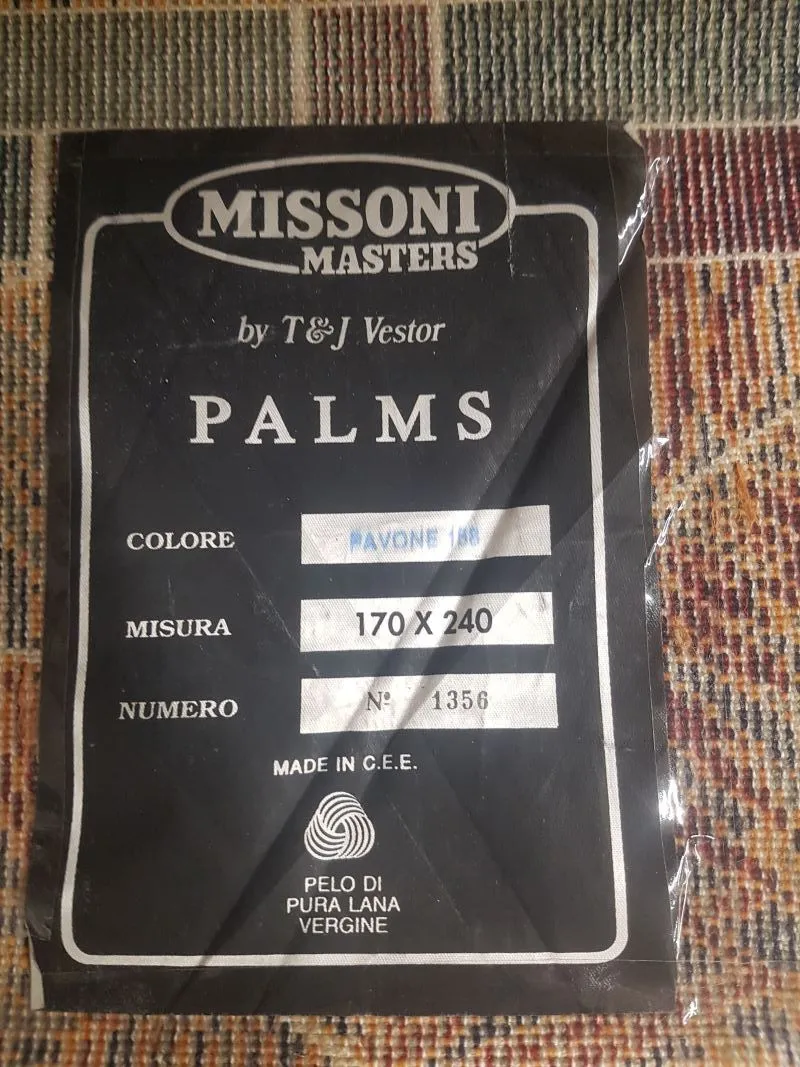 MISSONI
MASTERS
by T&J Vestor
PALMS
COLORE PAVONE
MISURA 170 X 240
NUMERO Nº 1356
MADE IN C.E.E.
PELO DI
PURA LANA
VERGINE